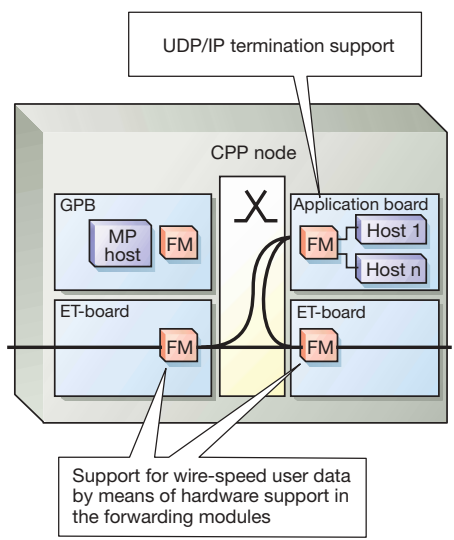 UDP/IP termination support
CPP node
GPB
MP
host
FM
Application board
FM
Host 1
Host n
ET-board
FM
ET-board
FM
Support for wire-speed user data
by means of hardware support in
the forwarding modules